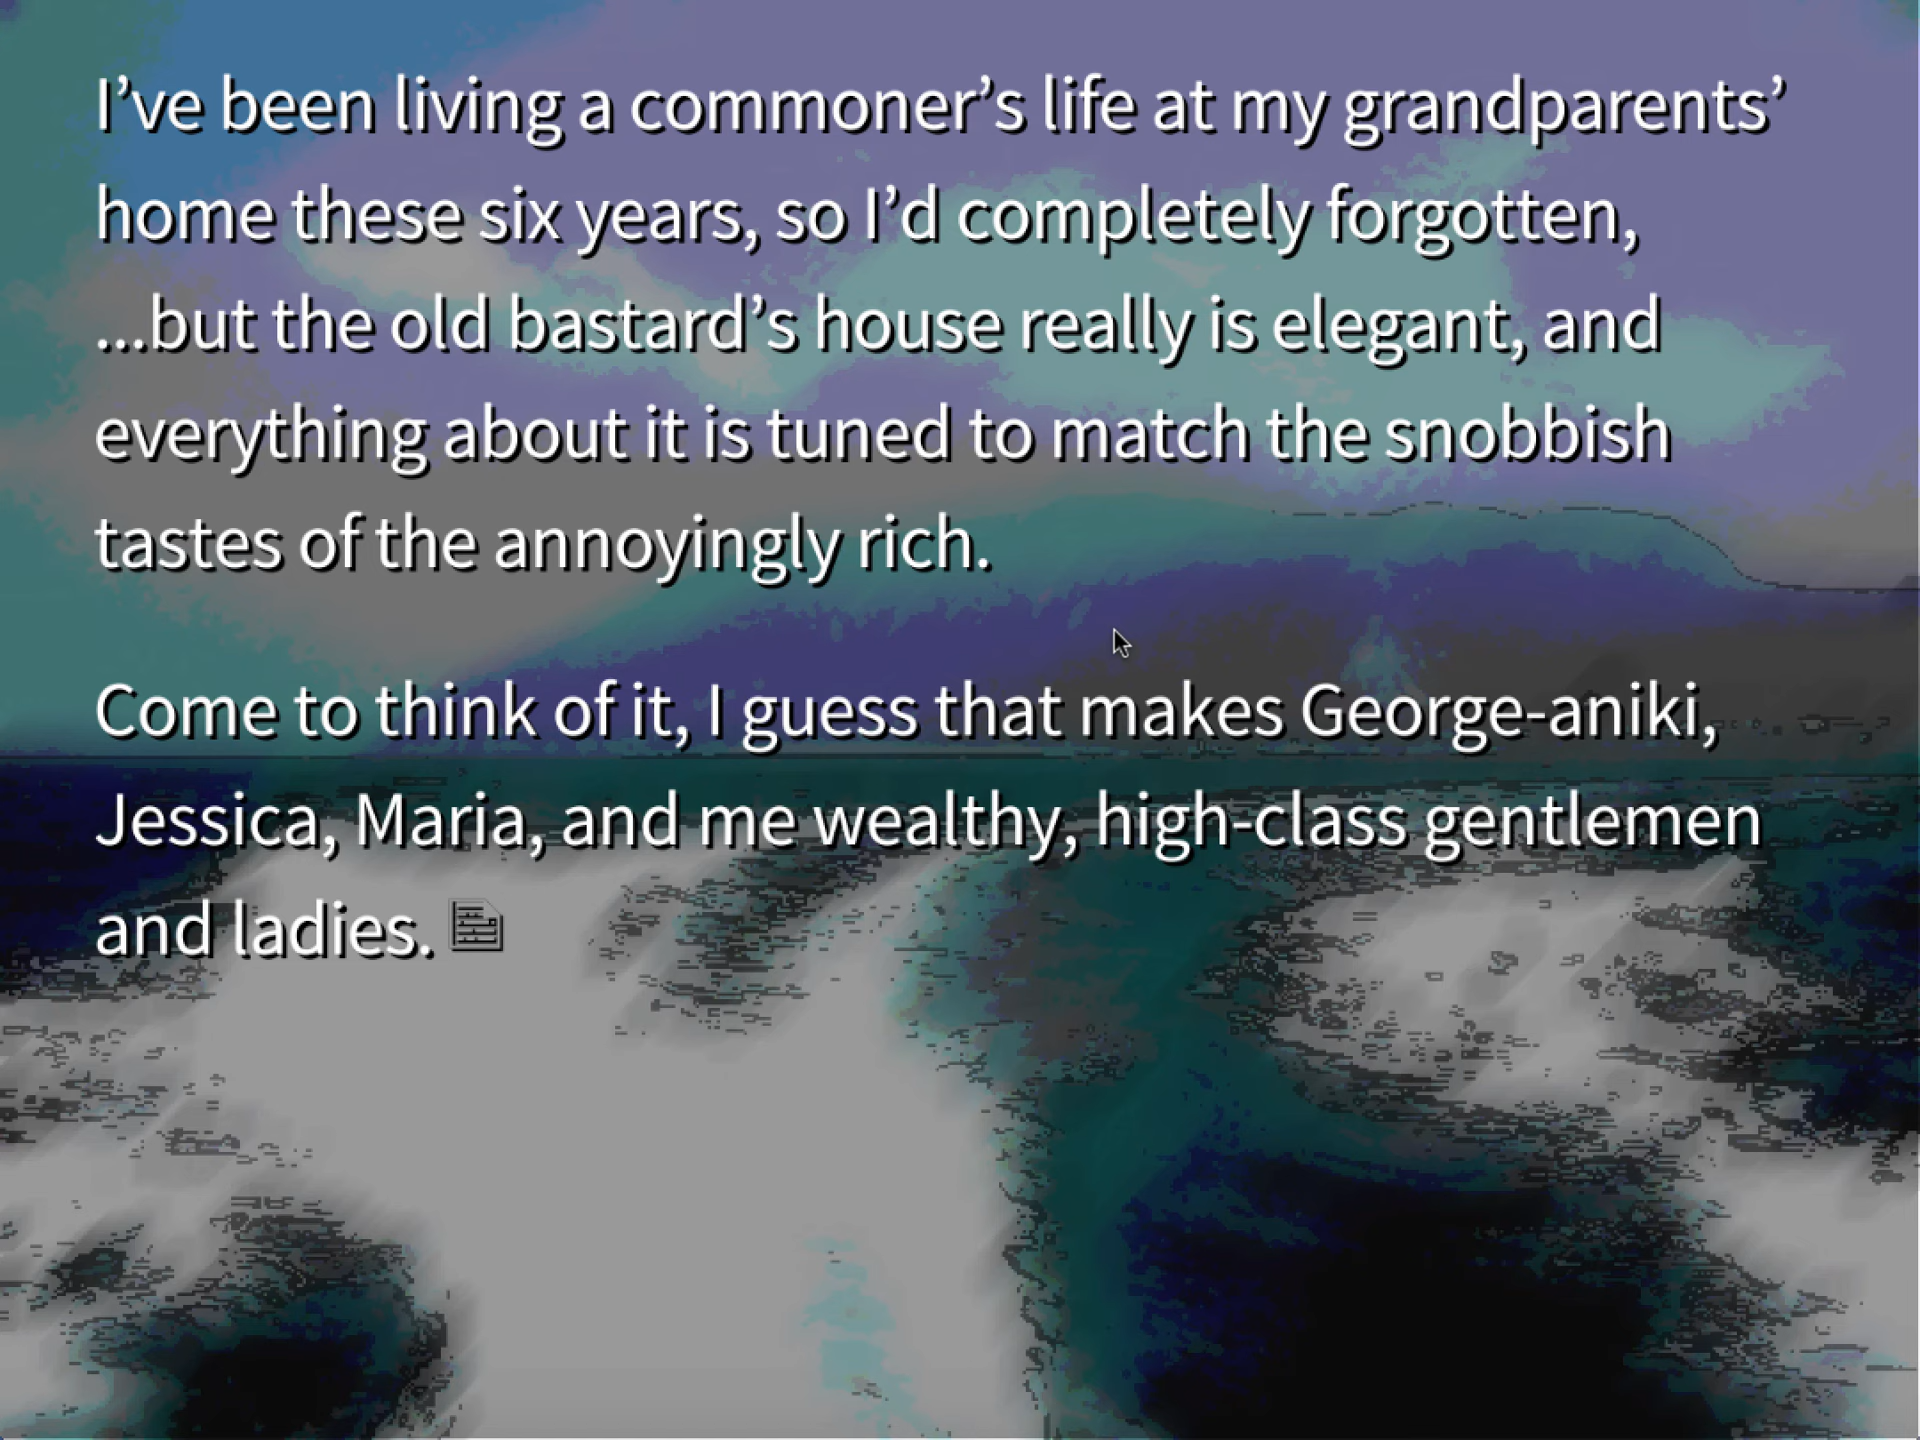 I’ve been living a commoner’s life at my grandparents’
home these six years, so I’d completely forgotten,
...but the old bastard’s house really is elegant, and
everything about it is tuned to match the snobbish
tastes of the annoyingly rich.
Come to think of it, I guess that makes George-aniki,
Jessica, Maria, and me wealthy, high-class gentlemen
and ladies.